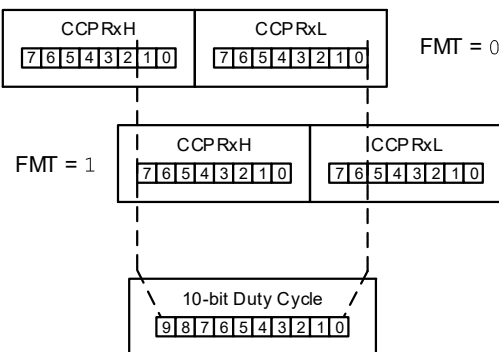 CCPRxH CCPRxL
7 6 5 4 3 2 1 0 7 6 5 4 3 2 1 0 FMT = 0
CCPRxH CCPRxL
FMT = 1 7 6 5 4 3 2 1 0 7 6 5 4 3 2 1 0
10-bit Duty Cycle
9 8 7 6 5 4 3 2 1 0